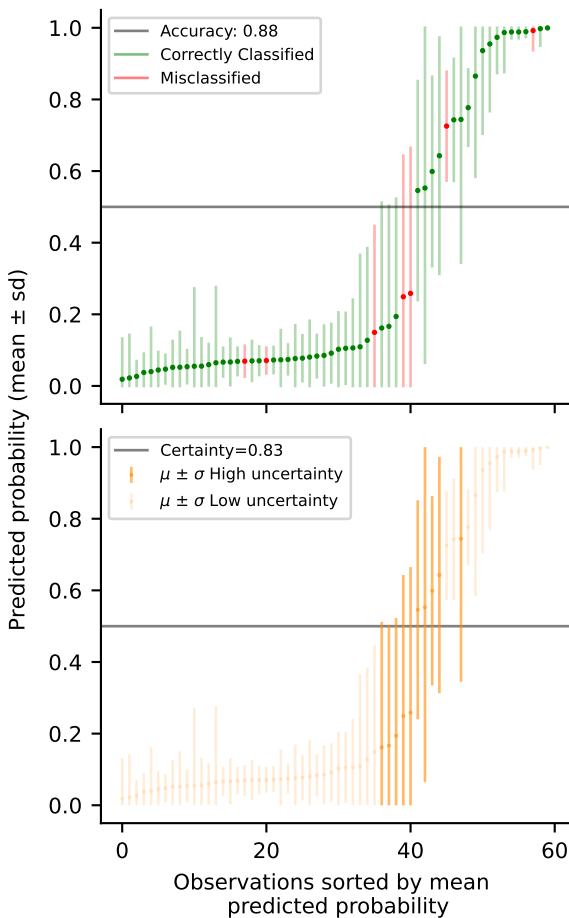 Accuracy: 0.88
Correctly Classified
Misclassified
1.0
0.8
0.6
0.4
0.2
0.0
Predicted probability (mean ± sd)
Certainty=0.83
μ ± σ High uncertainty
μ ± σ Low uncertainty
1.0
0.8
0.6
0.4
0.2
0.0
0 20 40 60
Observations sorted by mean
predicted probability